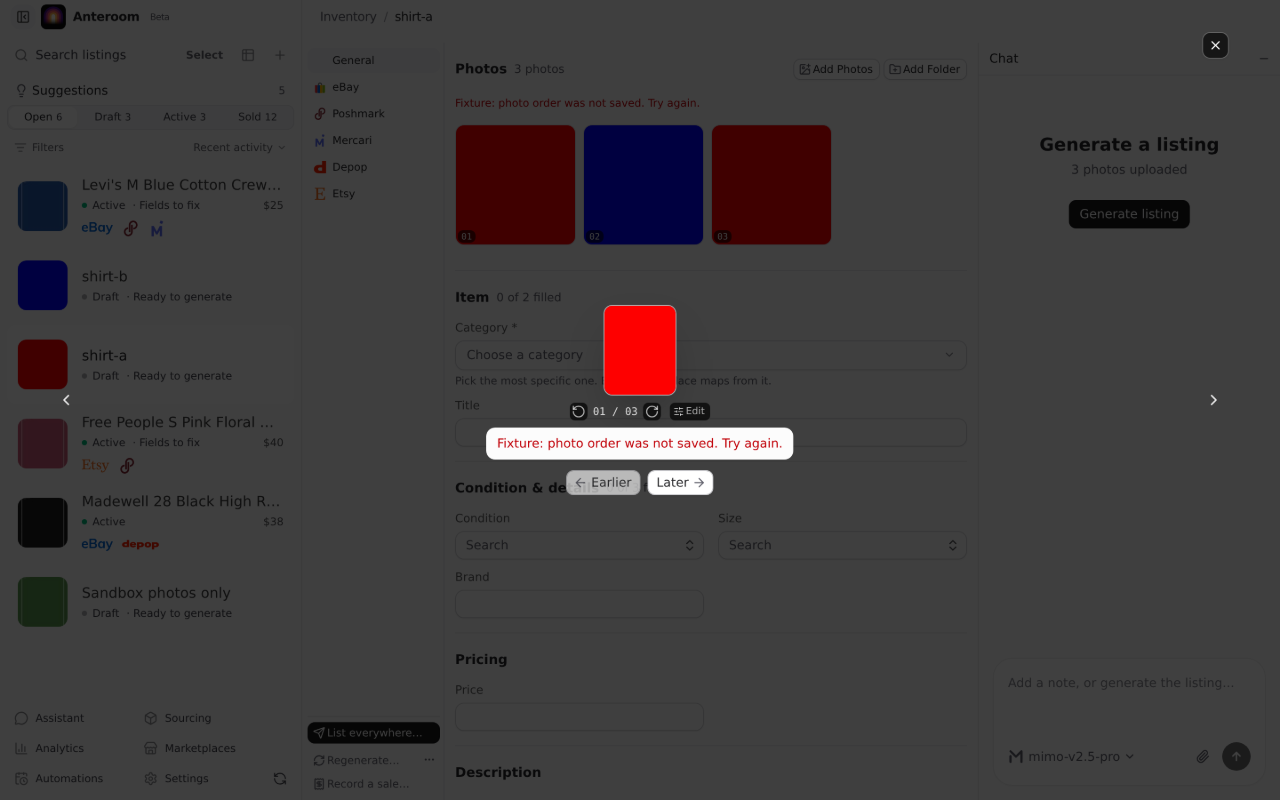 Anteroom Beta
Inventory / shirt-a
Search listings Select
Suggestions 5
Open 6 Draft 3 Active 3 Sold 12
Filters Recent activity
Levi's M Blue Cotton Crew...
Active · Fields to fix $25
eBay
shirt-b
Draft · Ready to generate
shirt-a
Draft · Ready to generate
Free People S Pink Floral ...
Active · Fields to fix $40
Etsy
Madewell 28 Black High R...
Active $38
eBay depop
Sandbox photos only
Draft · Ready to generate
Assistant Sourcing
Analytics Marketplaces
Automations Settings
General
eBay
Poshmark
Mercari
Depop
Etsy
List everywhere...
Regenerate...
Record a sale...
Photos 3 photos
Add Photos Add Folder
Fixture: photo order was not saved. Try again.
01 02 03
Item 0 of 2 filled
Category *
Choose a category
Pick the most specific one. ace maps from it.
Title
01 / 03 Edit
Fixture: photo order was not saved. Try again.
Earlier Later
Condition & details
Condition Size
Search Search
Brand
Pricing
Price
Description
Chat
Generate a listing
3 photos uploaded
Generate listing
Add a note, or generate the listing...
mimo-v2.5-pro